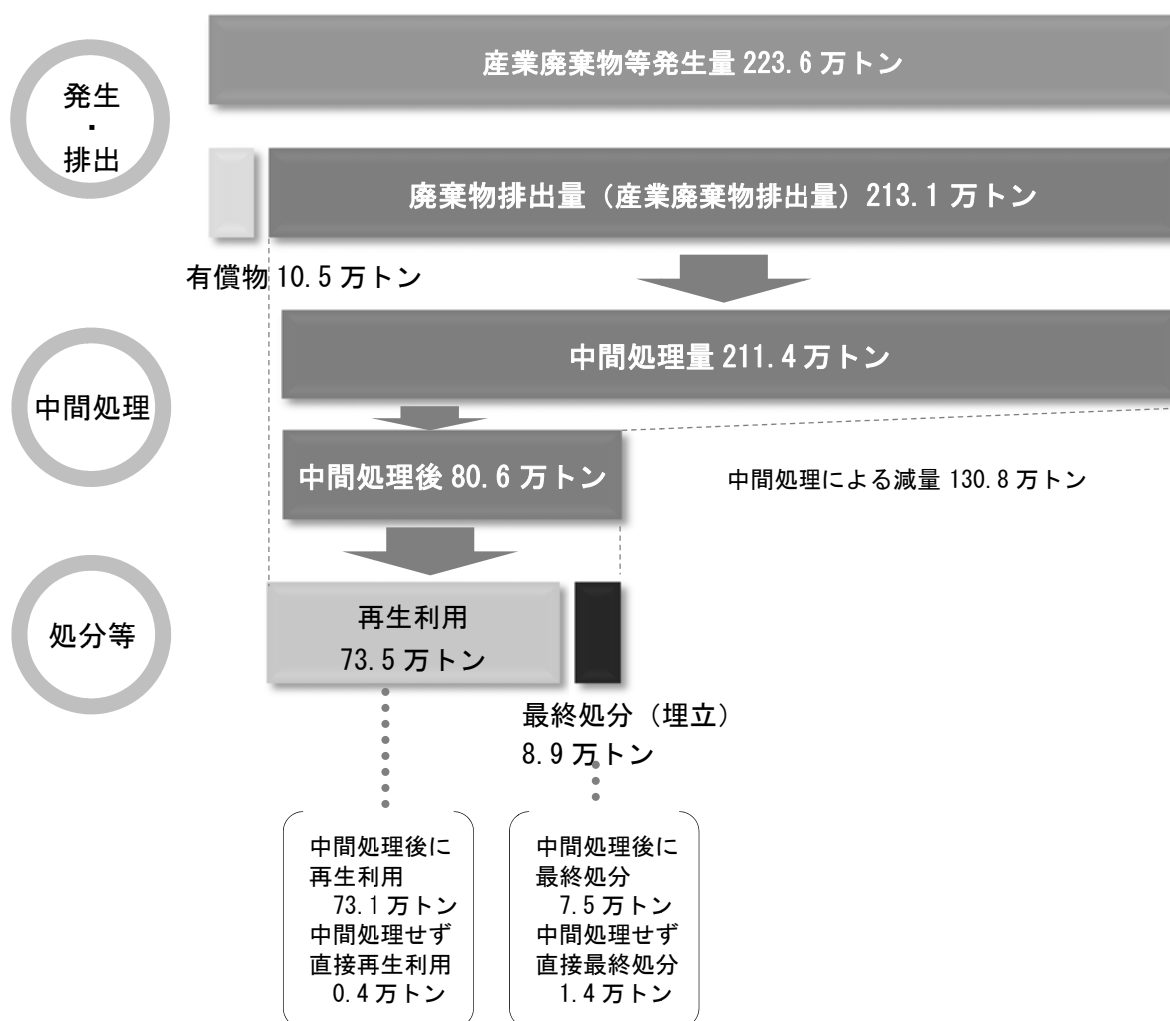 産業廃棄物等発生量 223.6 万トン
発生
・
排出
廃棄物排出量（産業廃棄物排出量）213.1 万トン
有償物 10.5 万トン
中間処理量 211.4 万トン
中間処理
中間処理後 80.6 万トン
中間処理による減量 130.8 万トン
処分等
再生利用
73.5 万トン
最終処分（埋立）
8.9 万トン
中間処理後に
再生利用
73.1 万トン
中間処理せず
直接再生利用
0.4 万トン
中間処理後に
最終処分
7.5 万トン
中間処理せず
直接最終処分
1.4 万トン